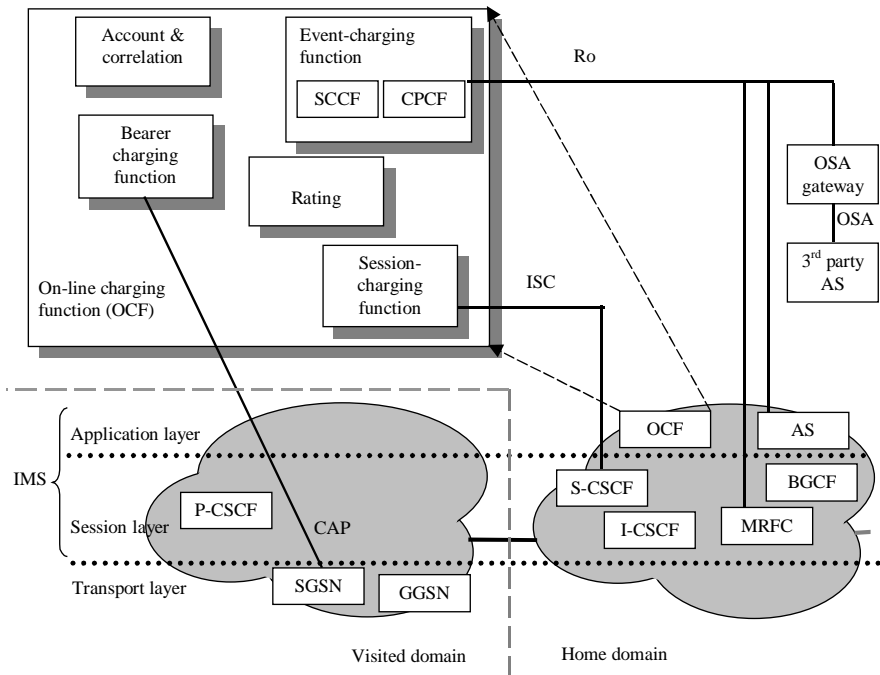 Account &
correlation
Event-charging
function
SCCF
CPCF
Ro
Bearer
charging
function
Rating
OSA
gateway
OSA
3rd party
AS
On-line charging
function (OCF)
Session-
charging
function
ISC
IMS
Application layer
OCF
AS
S-CSCF
BGCF
P-CSCF
Session layer
CAP
I-CSCF
MRFC
Transport layer
SGSN
GGSN
Visited domain
Home domain